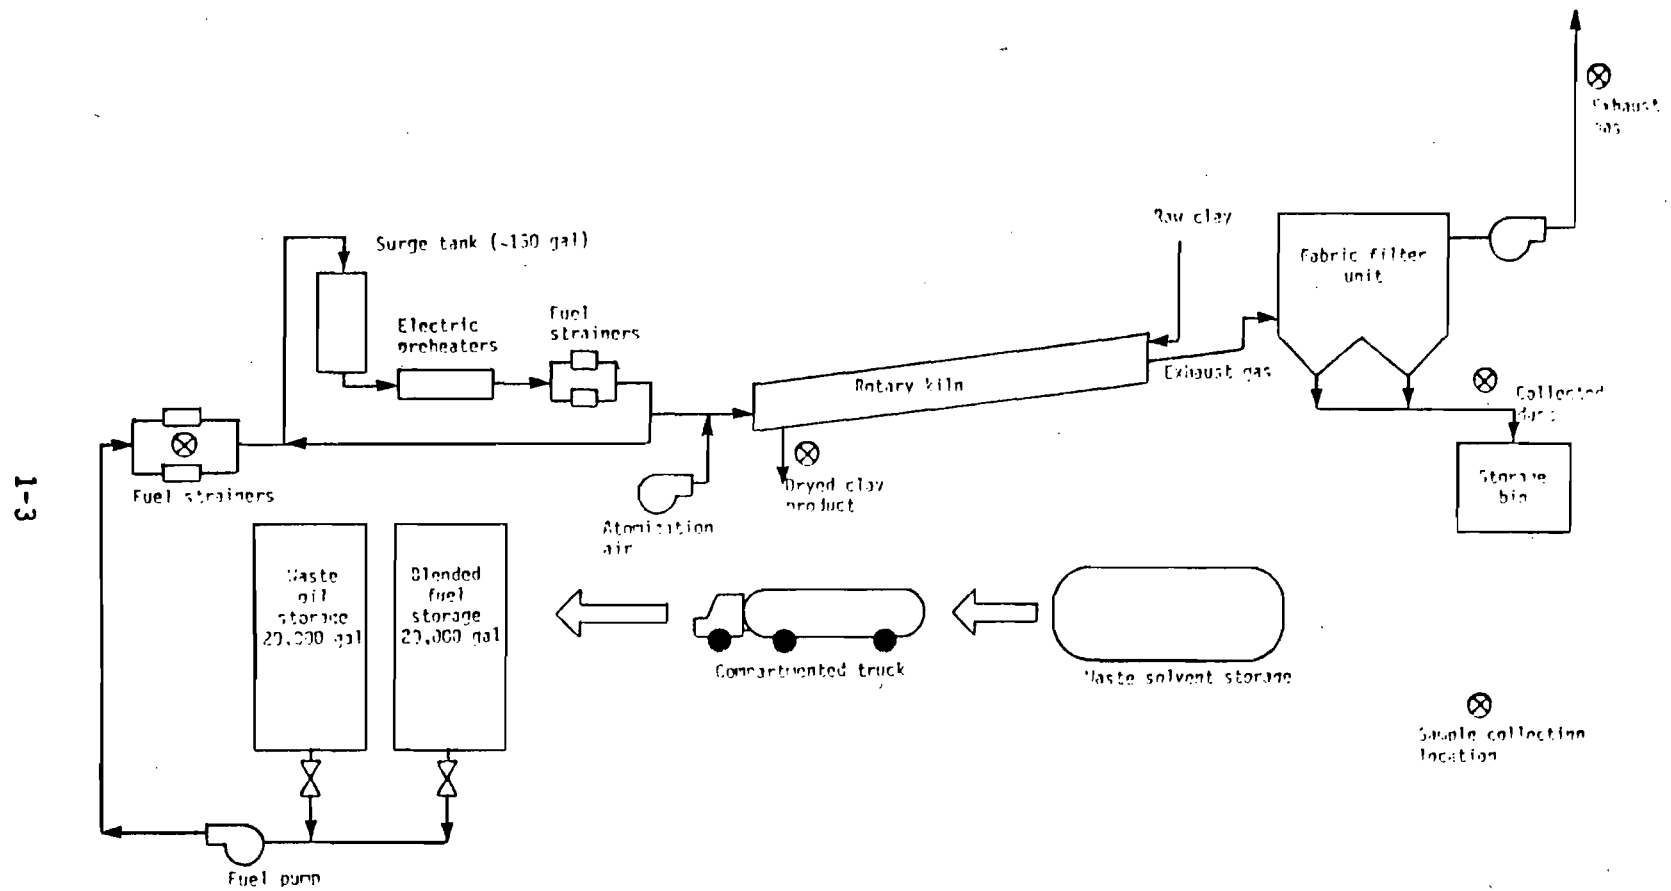 Exhaust
gas
Raw clay
Surge tank (~150 gal)
Fabric filter
unit
Fuel
strainers
Electric
preheaters
Rotary kiln
Exhaust gas
Collected
Fuel strainers
Dryed clay
product
Storage
bin
1-3
Atomization
air
Waste
oil
storage
20,000 gal
Blended
fuel
storage
20,000 gal
Compartmented truck
Waste solvent storage
Sample collection
location
Fuel pump